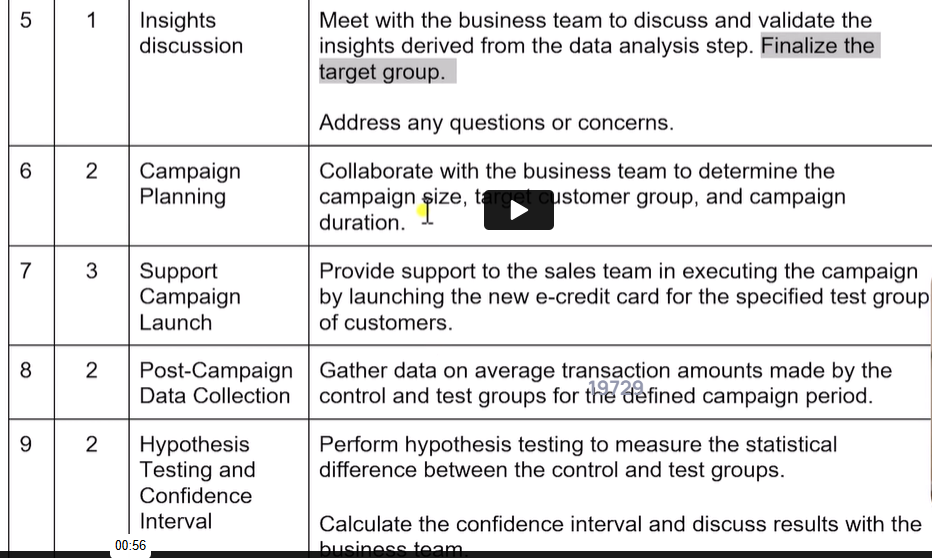 5 1 Insights discussion Meet with the business team to discuss and validate the
insights derived from the data analysis step. Finalize the
target group.
Address any questions or concerns.
6 2 Campaign Planning Collaborate with the business team to determine the
campaign size, target customer group, and campaign
duration.
7 3 Support Campaign Launch Provide support to the sales team in executing the campaign
by launching the new e-credit card for the specified test group
of customers.
8 2 Post-Campaign Data Collection Gather data on average transaction amounts made by the
control and test groups for the defined campaign period.
19729
9 2 Hypothesis Testing and Confidence Interval Perform hypothesis testing to measure the statistical
difference between the control and test groups.
Calculate the confidence interval and discuss results with the
business team.
00:56